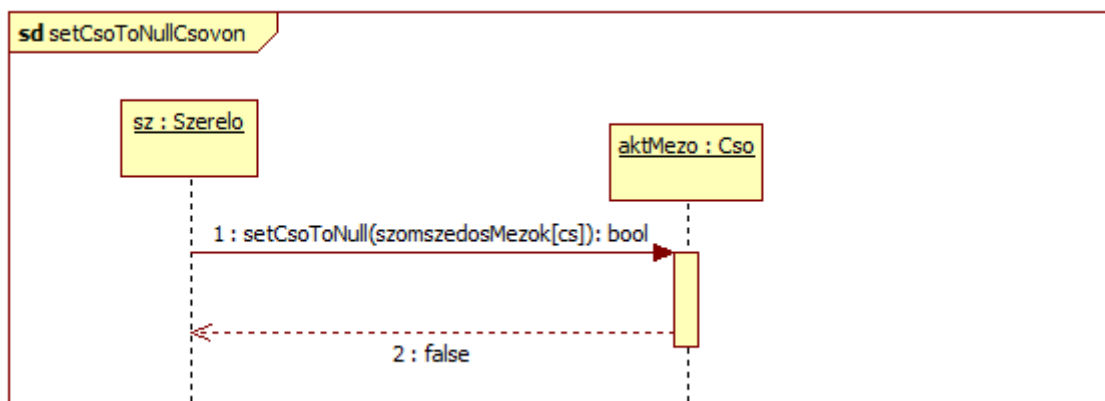 sd setCsoToNullCsovon
sz : Szerelo
aktMezo : Cso
1 : setCsoToNull(szomszedosMezok[cs]): bool
2 : false